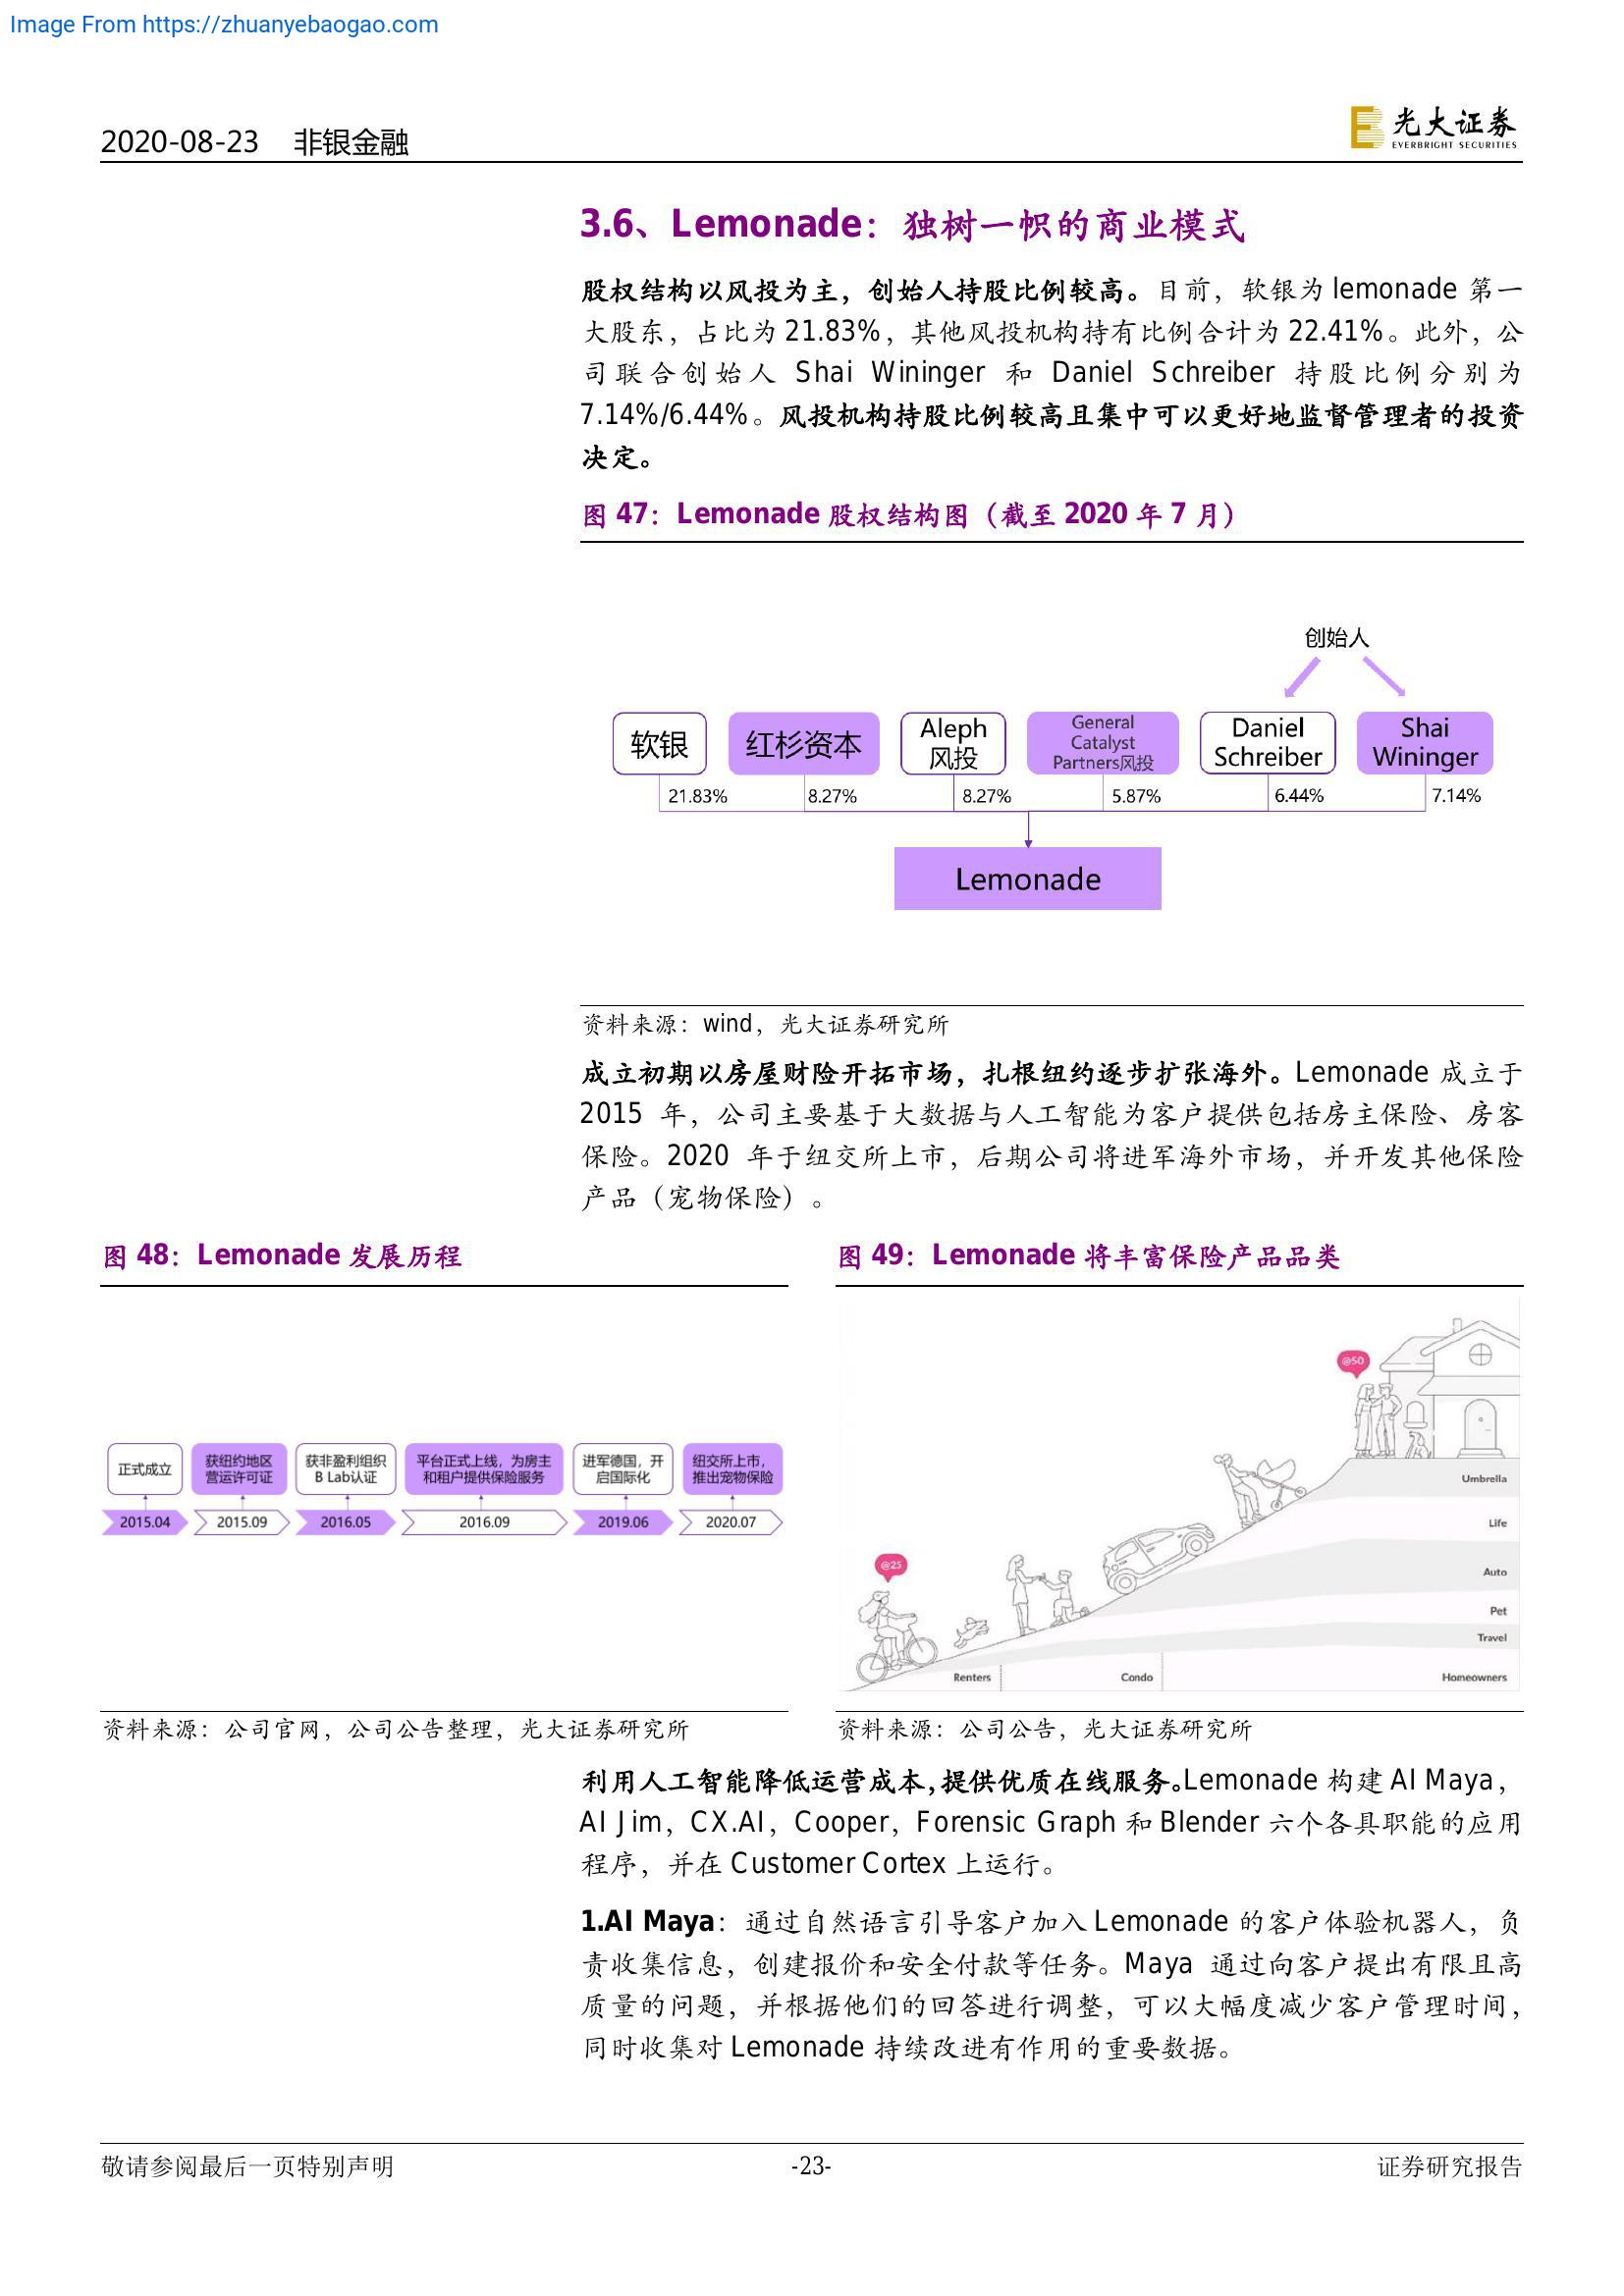 Image From https://zhuanyebaogao.com
2020-08-23 非银金融
光大证券
EVERBRIGHT SECURITIES
3.6、Lemonade：独树一帜的商业模式
股权结构以风投为主，创始人持股比例较高。目前，软银为 lemonade 第一
大股东，占比为 21.83%，其他风投机构持有比例合计为 22.41%。此外，公
司联合创始人 Shai Wininger 和 Daniel Schreiber 持股比例分别为
7.14%/6.44%。风投机构持股比例较高且集中可以更好地监督管理者的投资
决定。
图 47：Lemonade 股权结构图（截至 2020 年 7 月）
创始人
软银
红杉资本
Aleph
风投
General
Catalyst
Partners风投
Daniel
Schreiber
Shai
Wininger
21.83%
8.27%
8.27%
5.87%
6.44%
7.14%
Lemonade
资料来源：wind，光大证券研究所
成立初期以房屋财险开拓市场，扎根纽约逐步扩张海外。Lemonade 成立于
2015 年，公司主要基于大数据与人工智能为客户提供包括房主保险、房客
保险。2020 年于纽交所上市，后期公司将进军海外市场，并开发其他保险
产品（宠物保险）。
图 48：Lemonade 发展历程
正式成立
获纽约地区
营运许可证
获非盈利组织
B Lab认证
平台正式上线，为房主
和租户提供保险服务
进军德国，开
启国际化
纽交所上市，
推出宠物保险
2015.04
2015.09
2016.05
2016.09
2019.06
2020.07
资料来源：公司官网，公司公告整理，光大证券研究所
图 49：Lemonade 将丰富保险产品品类
@50
@25
Umbrella
Life
Auto
Pet
Travel
Renters
Condo
Homeowners
资料来源：公司公告，光大证券研究所
利用人工智能降低运营成本，提供优质在线服务。Lemonade 构建 AI Maya，
AI Jim，CX.AI，Cooper，Forensic Graph 和 Blender 六个各具职能的应用
程序，并在 Customer Cortex 上运行。
1.AI Maya：通过自然语言引导客户加入 Lemonade 的客户体验机器人，负
责收集信息，创建报价和安全付款等任务。Maya 通过向客户提出有限且高
质量的问题，并根据他们的回答进行调整，可以大幅度减少客户管理时间，
同时收集对 Lemonade 持续改进有作用的重要数据。
敬请参阅最后一页特别声明
-23-
证券研究报告